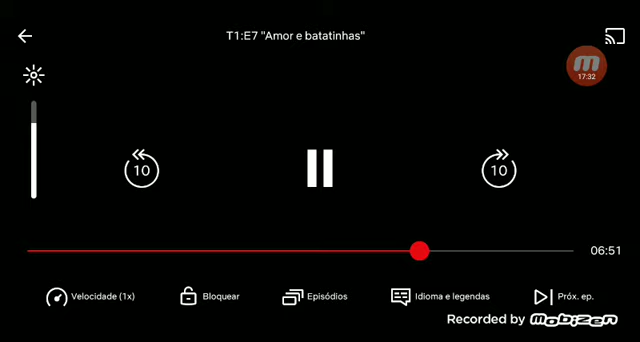 T1:E7 "Amor e batatinhas"
17:32
10
10
06:51
Velocidade (1x)
Bloquear
Episódios
Idioma e legendas
Próx. ep.
Recorded by Mobizen